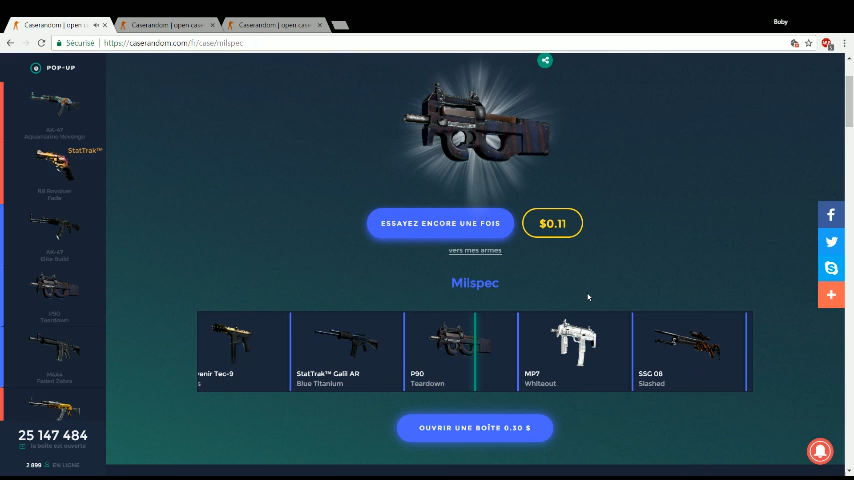 Caserandom | open c
Caserandom | open case
Caserandom | open case
Boby
Sécurisé
https://caserandom.com/fr/case/milspec
POP-UP
AK-47
Aquamarine Revenge
StatTrak™
R8 Revolver
Fade
AK-47
Elite Build
P90
Teardown
M4A4
Faded Zebra
25 147 484
la boîte est ouverte
2 899 EN LIGNE
ESSAYEZ ENCORE UNE FOIS
$0.11
vers mes armes
Milspec
venir Tec-9
s
StatTrak™ Galil AR
Blue Titanium
P90
Teardown
MP7
Whiteout
SSG 08
Slashed
OUVRIR UNE BOÎTE 0.30 $